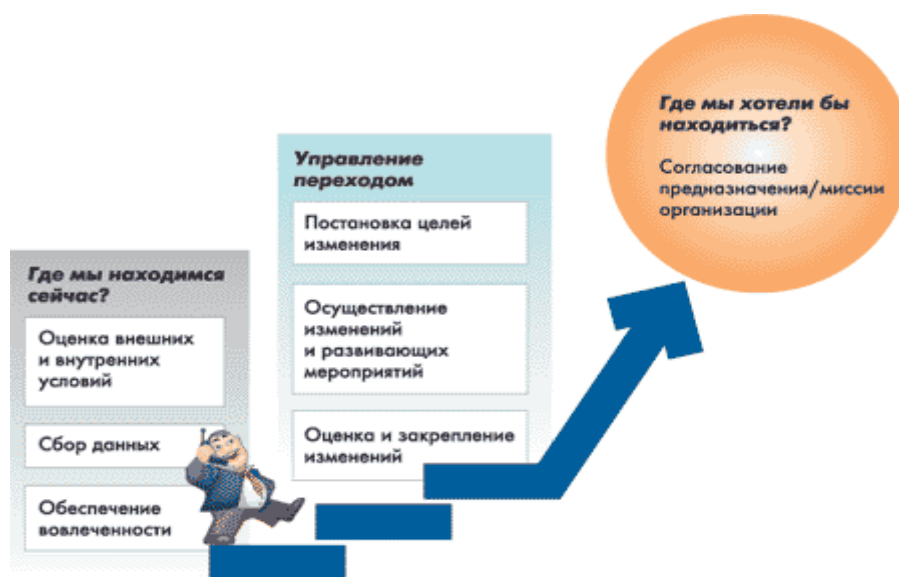 Где мы находимся
сейчас?
Оценка внешних
и внутренних
условий
Сбор данных
Обеспечение
вовлеченности
Управление
переходом
Постановка целей
изменения
Осуществление
изменений
и развивающих
мероприятий
Оценка и закрепление
изменений
Где мы хотели бы
находиться?
Согласование
предназначения/миссии
организации